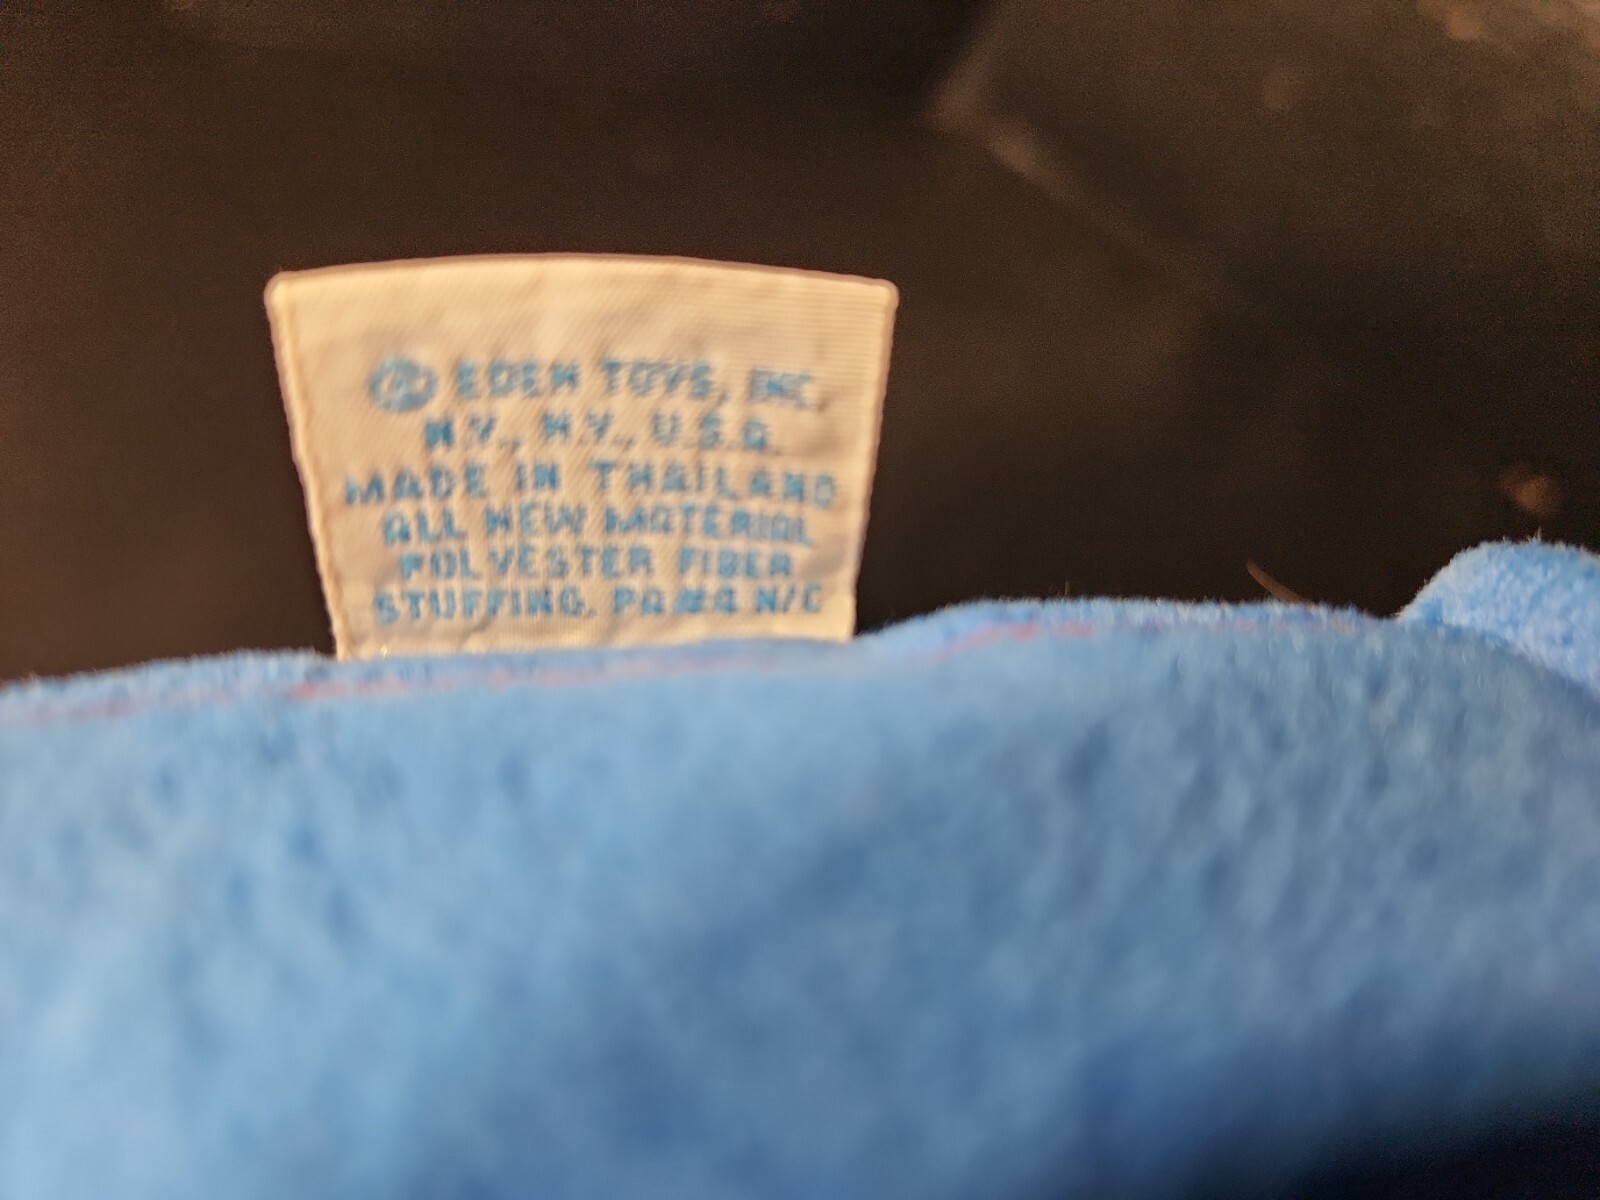 EDEN TOYS, INC.
N.Y., N.Y., U.S.A.
MADE IN THAILAND
ALL NEW MATERIAL
POLYESTER FIBER
STUFFING. N/C